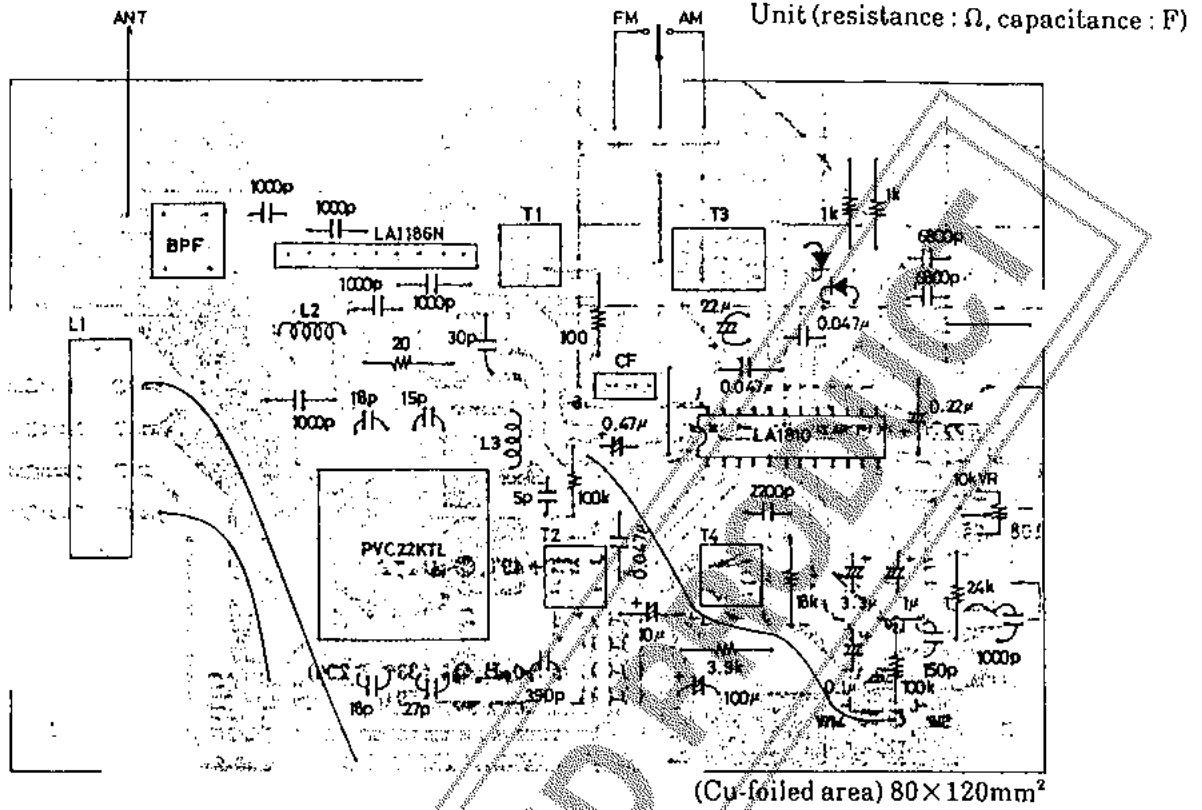 ANT
FM AM
Unit (resistance : Ω, capacitance : F)
1000p
1000p
BPF
LA1186N
T1
T3
1k
1k
6800p
6800p
1000p
1000p
L1
L2
22μ
0.047μ
20
30p
100
CF
0.047μ
1000p
18p
15p
L3
0.47μ
LA1810
0.22μ
5p
100k
2200p
10kVR
PVC22KTL
T2
0.047μ
T4
18k
3.3μ
1μ
24k
10μ
3.9k
150p
1000p
18p
27p
390p
100μ
0.1μ
100k
(Cu-foiled area) 80×120mm²